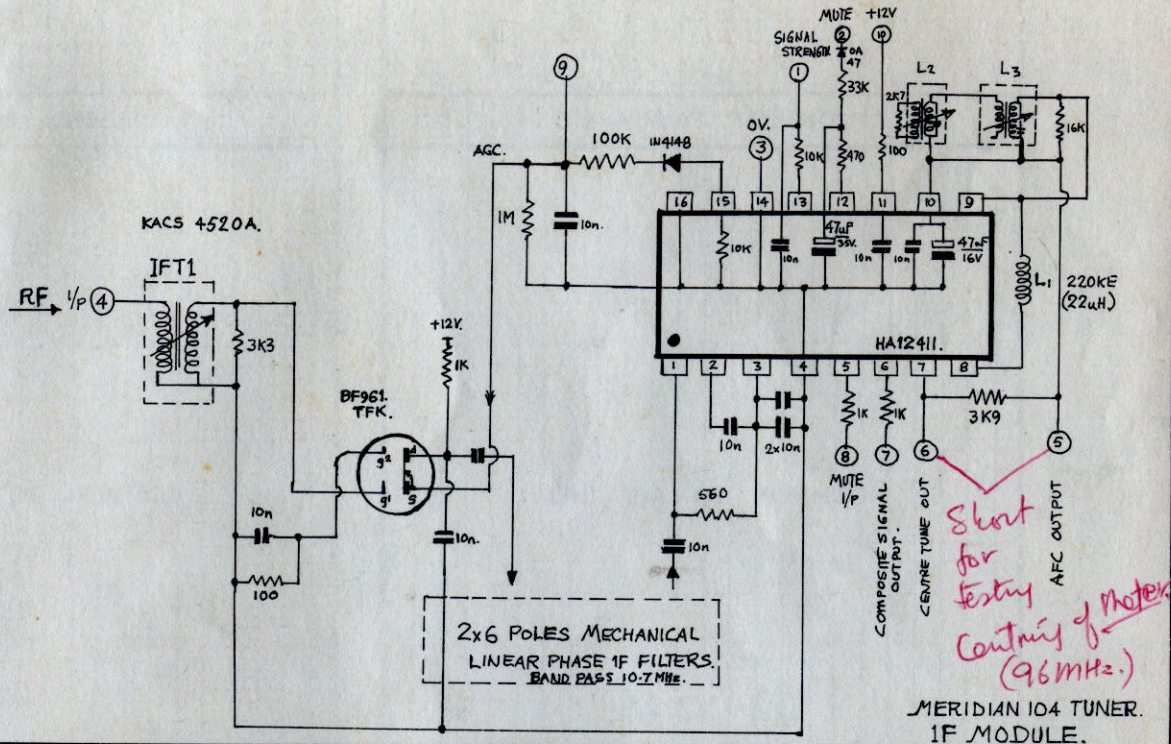 MUTE
+12V
2
10
SIGNAL
STRENGTH
OA
47
1
L2
L3
9
33K
2K7
0V.
3
100K
1N4148
AGC.
10K
470
100
16K
16
15
14
13
12
11
10
9
KACS 4520A.
1M
10n.
10K
10n
47uF
35V.
10n
10n
47uF
16V
L1
220KE
(22uH)
IFT1
RF
I/P
4
3K3
+12V.
1K
HA12411.
1
2
3
4
5
6
7
8
BF961.
TFK.
3K9
10n
2x10n
1K
1K
8
7
6
5
g2
d
g1
s
MUTE
I/P
COMPOSITE SIGNAL
OUTPUT.
CENTRE TUNE OUT
AFC OUTPUT
560
10n
10n.
10n
100
Short
for
testing
Centring of Meter
(96MHz.)
2x6 POLES MECHANICAL
LINEAR PHASE IF FILTERS.
BAND PASS 10.7 MHz.
MERIDIAN 104 TUNER.
IF MODULE.